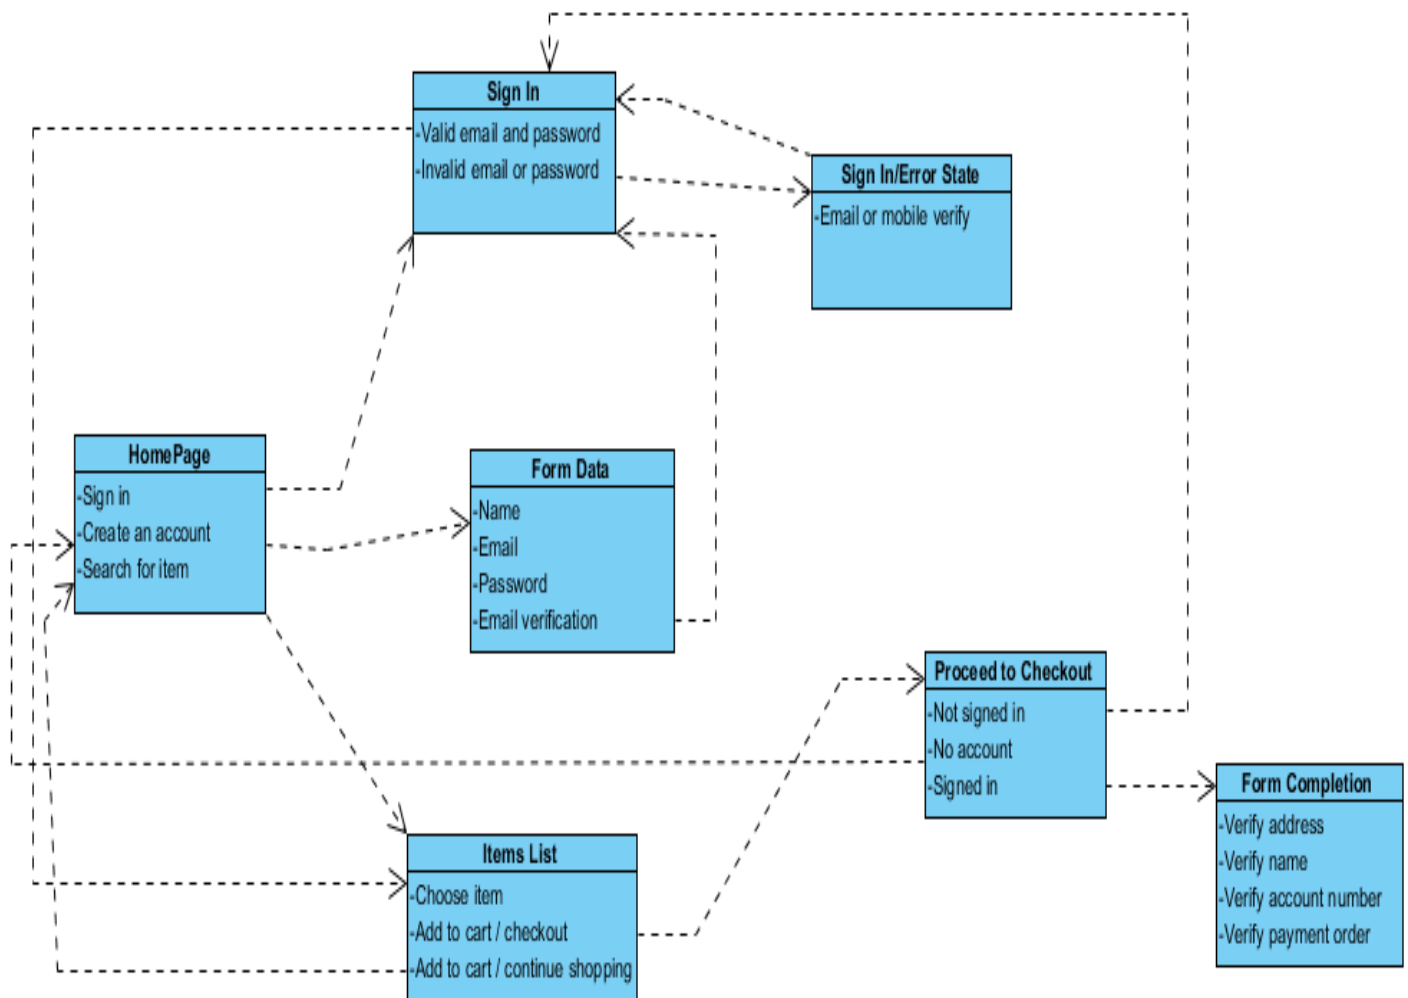 Sign In
-Valid email and password
-Invalid email or password
Sign In/Error State
-Email or mobile verify
HomePage
-Sign in
-Create an account
-Search for item
Form Data
-Name
-Email
-Password
-Email verification
Proceed to Checkout
-Not signed in
-No account
-Signed in
Form Completion
-Verify address
-Verify name
-Verify account number
-Verify payment order
Items List
-Choose item
-Add to cart / checkout
-Add to cart / continue shopping